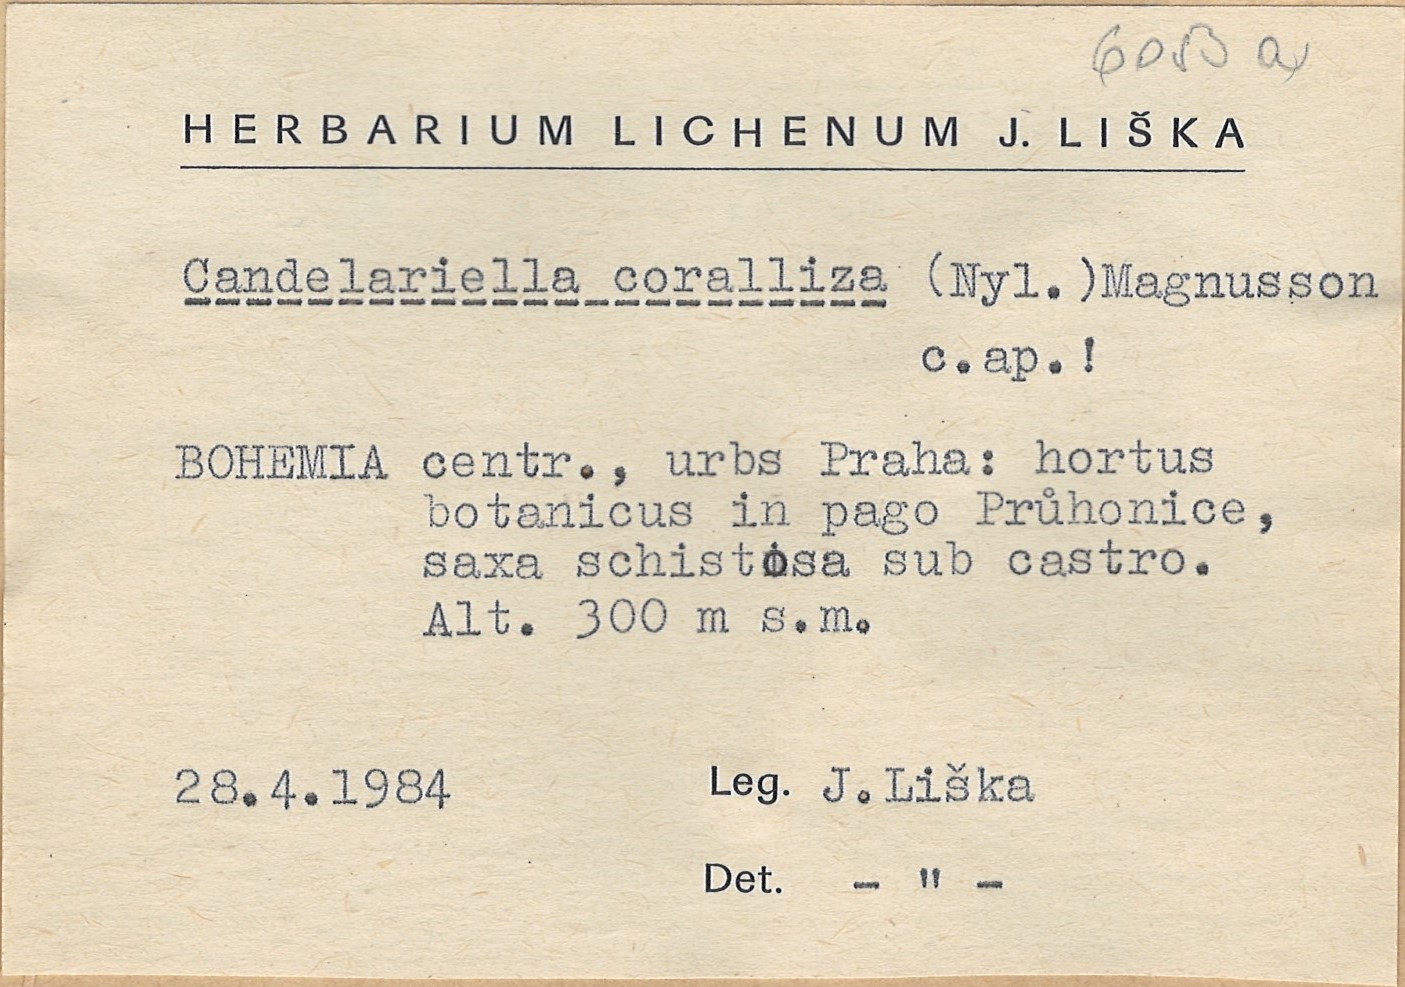 6053 a)
HERBARIUM LICHENUM J. LIŠKA
Candelariella coralliza (Nyl.)Magnusson
c.ap.!
BOHEMIA centr., urbs Praha: hortus
botanicus in pago Průhonice,
saxa schistosa sub castro.
Alt. 300 m s.m.
28.4.1984 Leg. J.Liška
Det. - " -